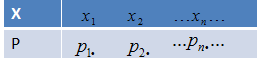 X x₁ x₂ ...xₙ...
P p₁. p₂. ...pₙ....